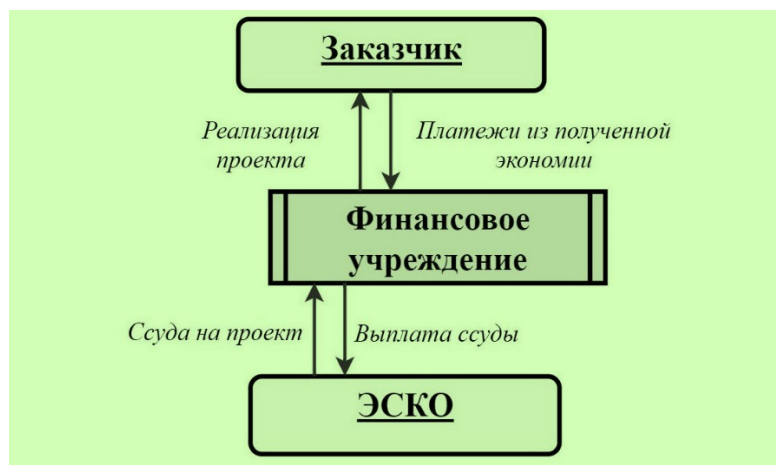 Заказчик
Реализация
проекта
Платежи из полученной
экономии
Финансовое
учреждение
Ссуда на проект
Выплата ссуды
ЭСКО